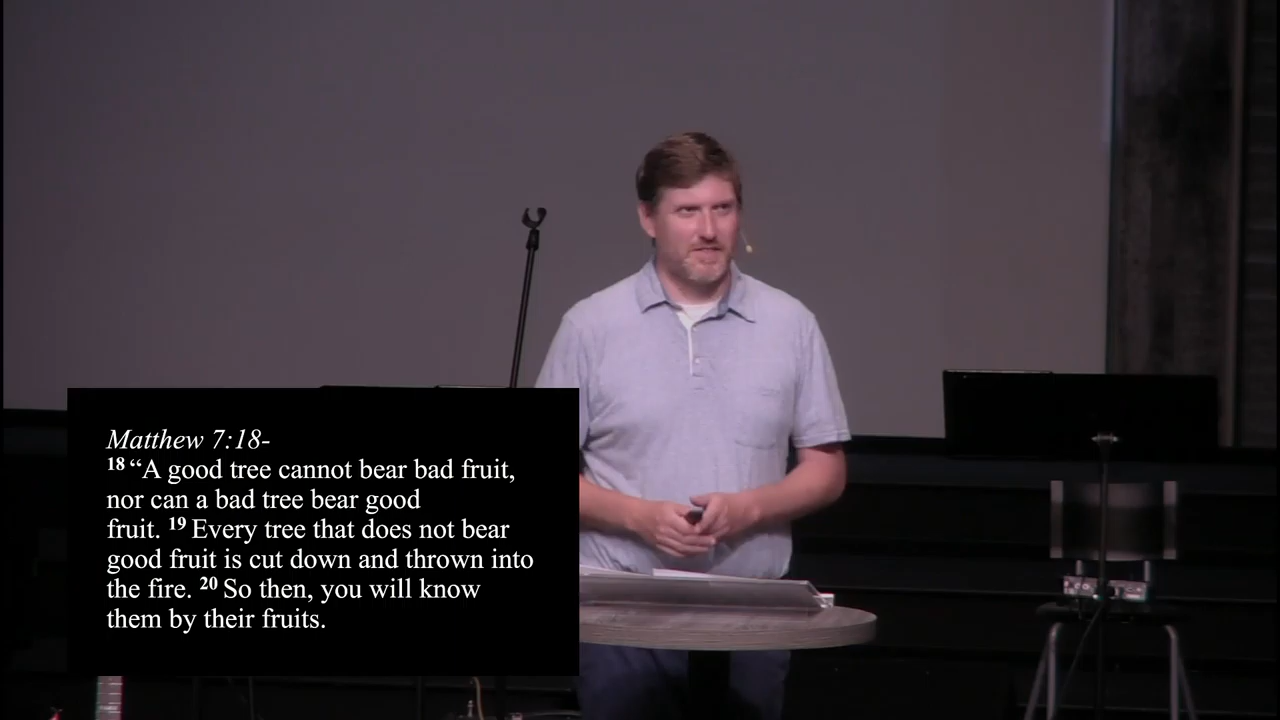 Matthew 7:18-
18 “A good tree cannot bear bad fruit,
nor can a bad tree bear good
fruit. 19 Every tree that does not bear
good fruit is cut down and thrown into
the fire. 20 So then, you will know
them by their fruits.